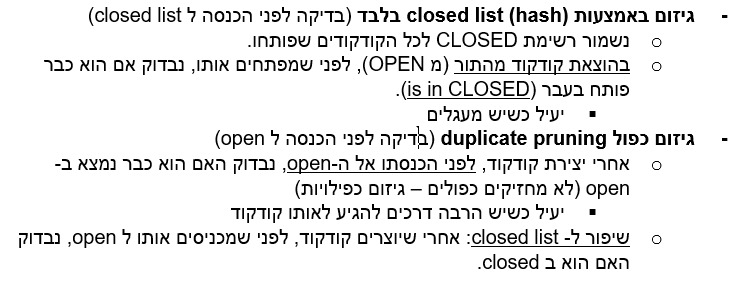 - גיזום באמצעות closed list (hash) בלבד (בדיקה לפני הכנסה ל closed list)
o נשמור רשימת CLOSED לכל הקודקודים שפותחו.
o בהוצאת קודקוד מהתור (מ OPEN), לפני שמפתחים אותו, נבדוק אם הוא כבר
פותח בעבר (is in CLOSED).
▪ יעיל כשיש מעגלים
- גיזום כפול duplicate pruning (בדיקה לפני הכנסה ל open)
o אחרי יצירת קודקוד, לפני הכנסתו אל ה-open, נבדוק האם הוא כבר נמצא ב-
open (לא מחזיקים כפולים – גיזום כפילויות)
▪ יעיל כשיש הרבה דרכים להגיע לאותו קודקוד
o שיפור ל- closed list: אחרי שיוצרים קודקוד, לפני שמכניסים אותו ל open, נבדוק
האם הוא ב closed.